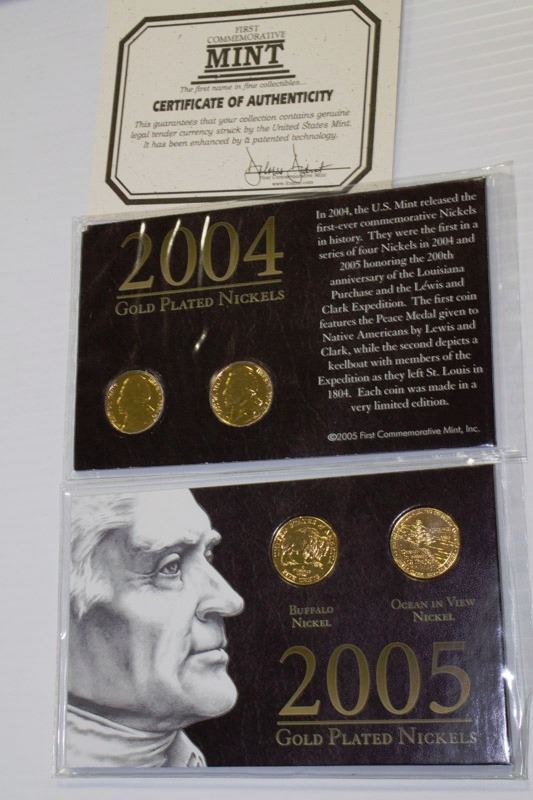 FIRST
COMMEMORATIVE
MINT
The first name in fine collectibles...
CERTIFICATE OF AUTHENTICITY
This guarantees that your collection contains genuine
legal tender currency struck by the United States Mint.
It has been enhanced by a patented technology.
First Commemorative Mint
2004
GOLD PLATED NICKELS
In 2004, the U.S. Mint released the
first-ever commemorative Nickels
in history. They were the first in a
series of four Nickels in 2004 and
2005 honoring the 200th
anniversary of the Louisiana
Purchase and the Lewis and
Clark Expedition. The first coin
features the Peace Medal given to
Native Americans by Lewis and
Clark, while the second depicts a
keelboat with members of the
Expedition as they left St. Louis in
1804. Each coin was made in a
very limited edition.
©2005 First Commemorative Mint, Inc.
BUFFALO
NICKEL
OCEAN IN VIEW
NICKEL
2005
GOLD PLATED NICKELS